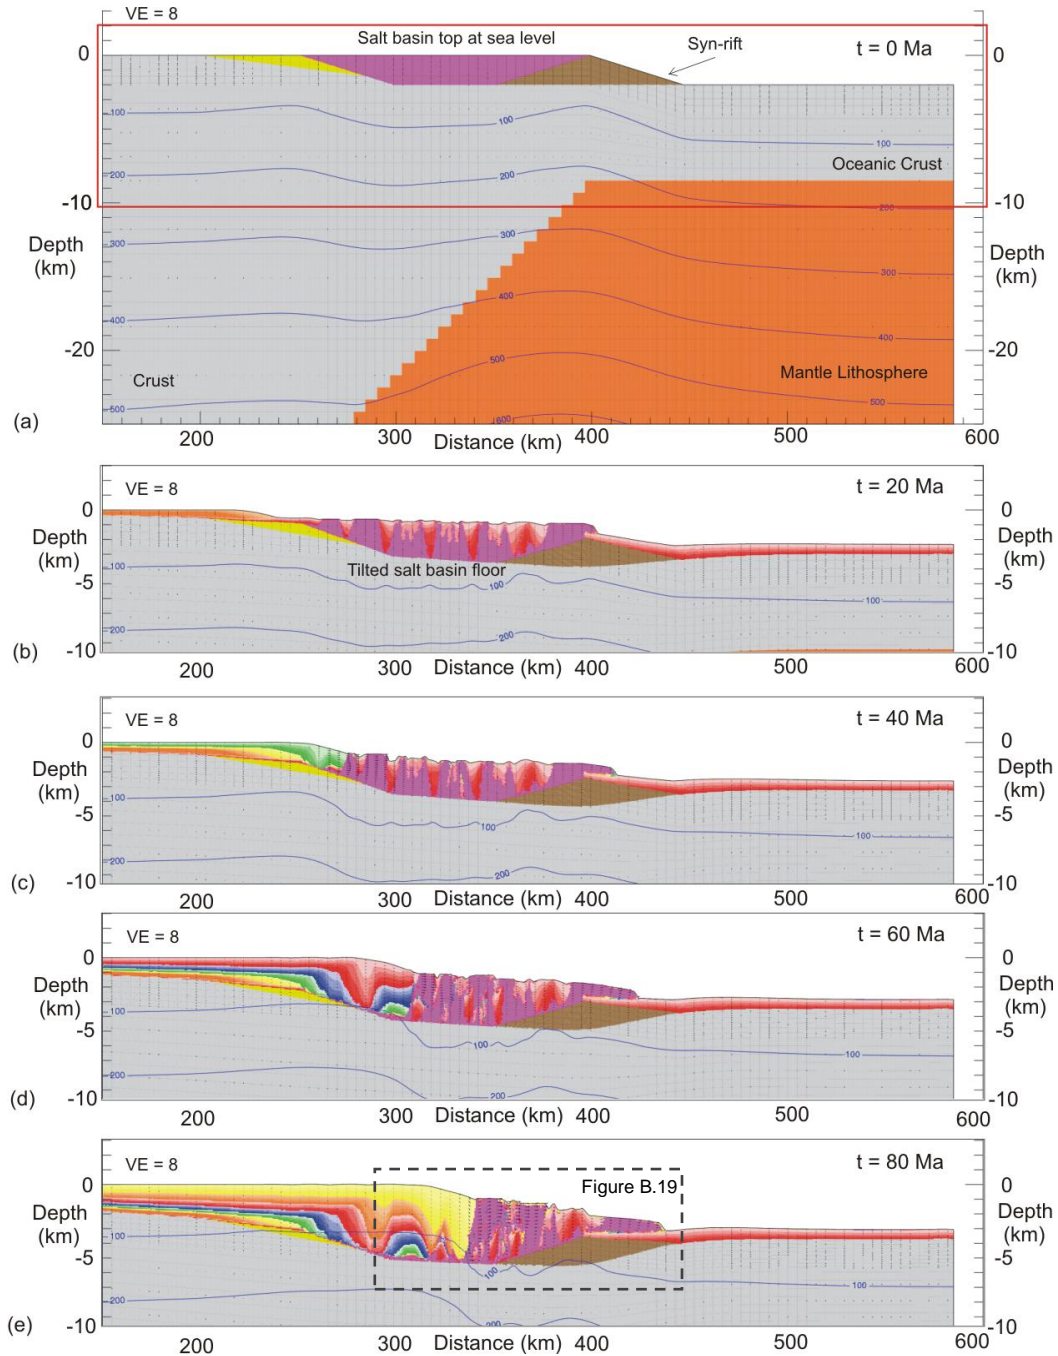 VE = 8
Salt basin top at sea level
Syn-rift
t = 0 Ma
0
0
100
100
100
Oceanic Crust
200
200
200
-10
-10
Depth
(km)
Depth
(km)
300
300
300
400
400
400
-20
-20
500
Crust
Mantle Lithosphere
500
500
600
(a)
200
300
Distance (km)
400
500
600
VE = 8
t = 20 Ma
0
0
Depth
(km)
Depth
(km)
Tilted salt basin floor
-5
-5
100
100
100
200
200
(b)
-10
-10
200
300
Distance (km)
400
500
600
VE = 8
t = 40 Ma
0
0
Depth
(km)
Depth
(km)
100
-5
-5
100
100
200
200
(c)
-10
-10
200
300
Distance (km)
400
500
600
VE = 8
t = 60 Ma
0
0
Depth
(km)
Depth
(km)
100
-5
-5
100
100
200
200
(d)
-10
-10
200
300
Distance (km)
400
500
600
VE = 8
t = 80 Ma
Figure B.19
0
0
Depth
(km)
Depth
(km)
100
-5
-5
100
100
200
200
(e)
-10
-10
200
300
Distance (km)
400
500
600